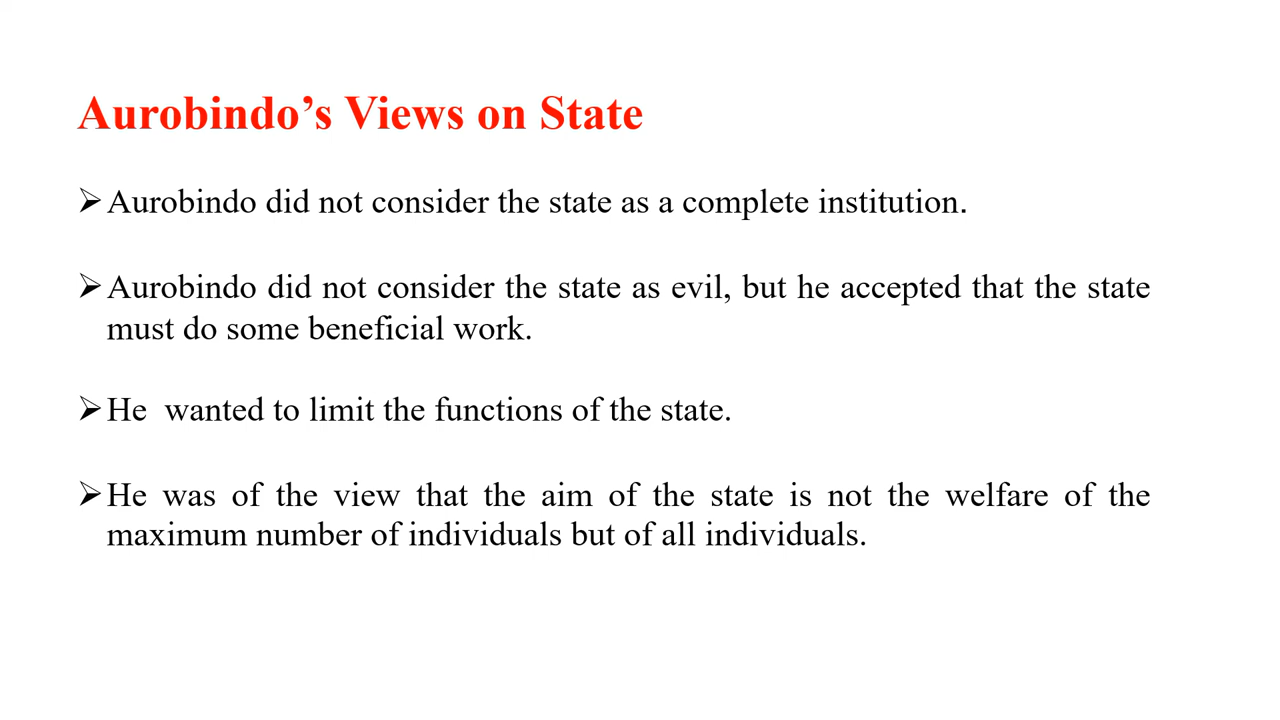 Aurobindo’s Views on State
➢ Aurobindo did not consider the state as a complete institution.
➢ Aurobindo did not consider the state as evil, but he accepted that the state
must do some beneficial work.
➢ He  wanted to limit the functions of the state.
➢ He was of the view that the aim of the state is not the welfare of the
maximum number of individuals but of all individuals.